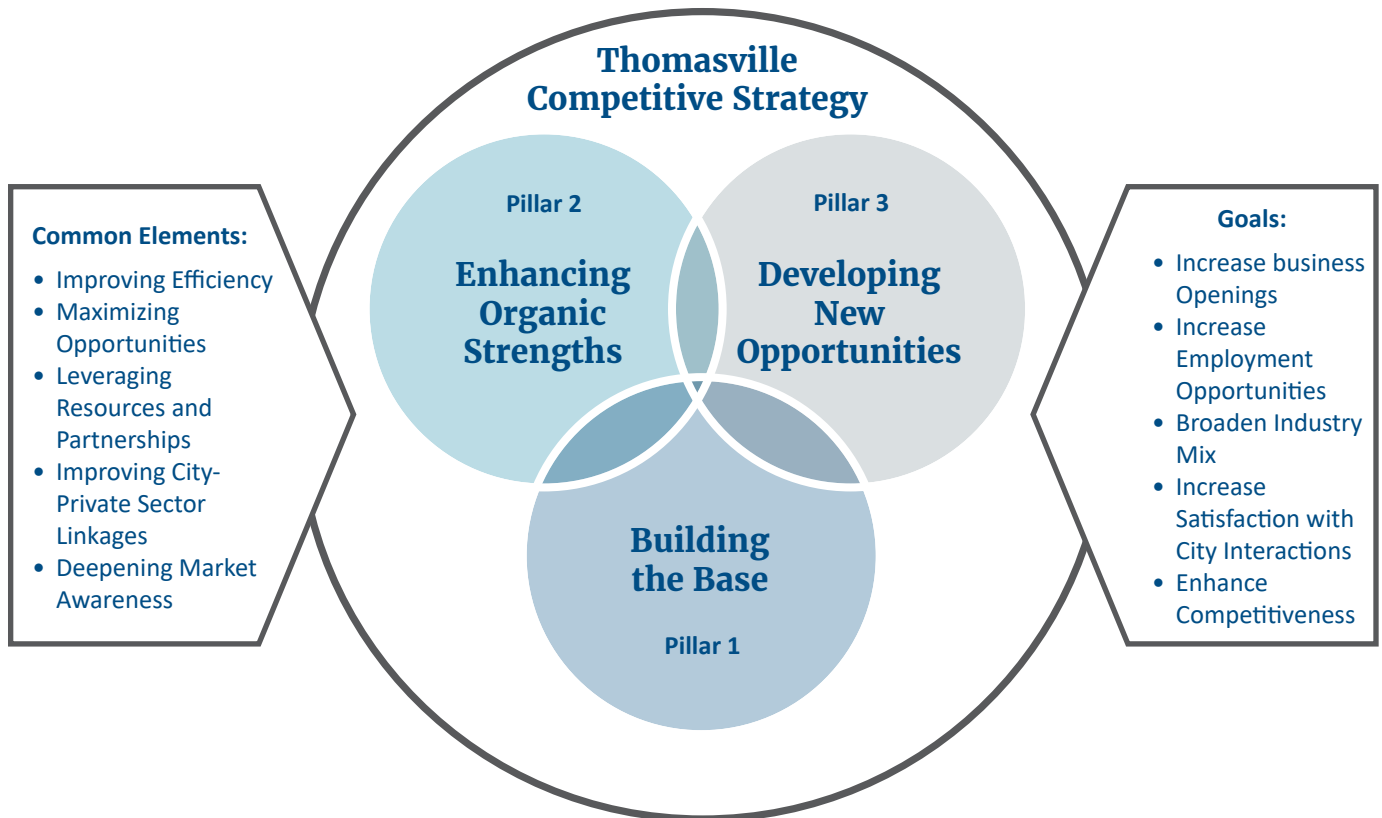 Thomasville
Competitive Strategy
Common Elements:
• Improving Efficiency
• Maximizing
Opportunities
• Leveraging
Resources and
Partnerships
• Improving City-
Private Sector
Linkages
• Deepening Market
Awareness
Pillar 2
Enhancing
Organic
Strengths
Pillar 3
Developing
New
Opportunities
Building
the Base
Pillar 1
Goals:
• Increase business
Openings
• Increase
Employment
Opportunities
• Broaden Industry
Mix
• Increase
Satisfaction with
City Interactions
• Enhance
Competitiveness